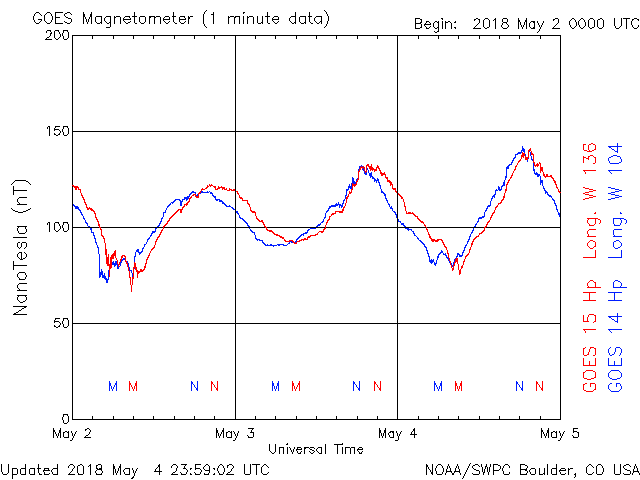 GOES Magnetometer (1 minute data)
Begin: 2018 May 2 0000 UTC
200
150
100
50
0
NanoTesla (nT)
M M N N M M N N M M N N
May 2 May 3 May 4 May 5
Universal Time
GOES 15 Hp Long. W 136
GOES 14 Hp Long. W 104
Updated 2018 May 4 23:59:02 UTC
NOAA/SWPC Boulder, CO USA